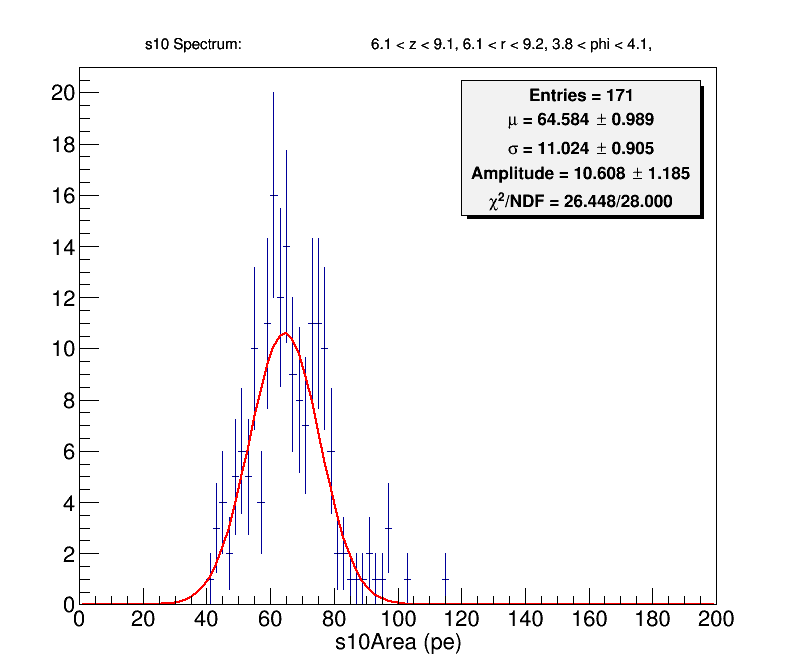 s10 Spectrum: 6.1 < z < 9.1, 6.1 < r < 9.2, 3.8 < phi < 4.1,
Entries = 171
μ = 64.584 ± 0.989
σ = 11.024 ± 0.905
Amplitude = 10.608 ± 1.185
χ²/NDF = 26.448/28.000
20
18
16
14
12
10
8
6
4
2
0
0 20 40 60 80 100 120 140 160 180 200
s10Area (pe)